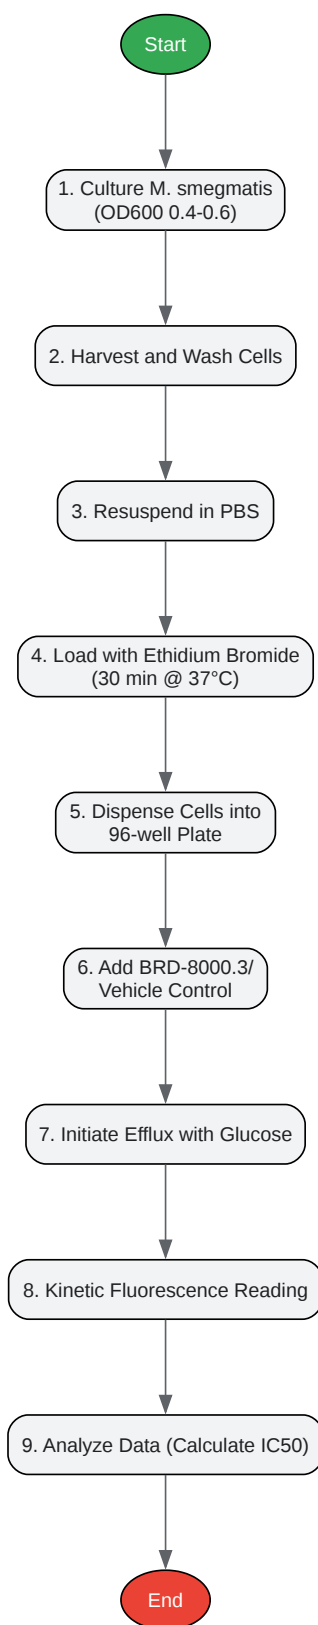 Start
1. Culture M. smegmatis
(OD600 0.4-0.6)
2. Harvest and Wash Cells
3. Resuspend in PBS
4. Load with Ethidium Bromide
(30 min @ 37°C)
5. Dispense Cells into
96-well Plate
6. Add BRD-8000.3/
Vehicle Control
7. Initiate Efflux with Glucose
8. Kinetic Fluorescence Reading
9. Analyze Data (Calculate IC50)
End